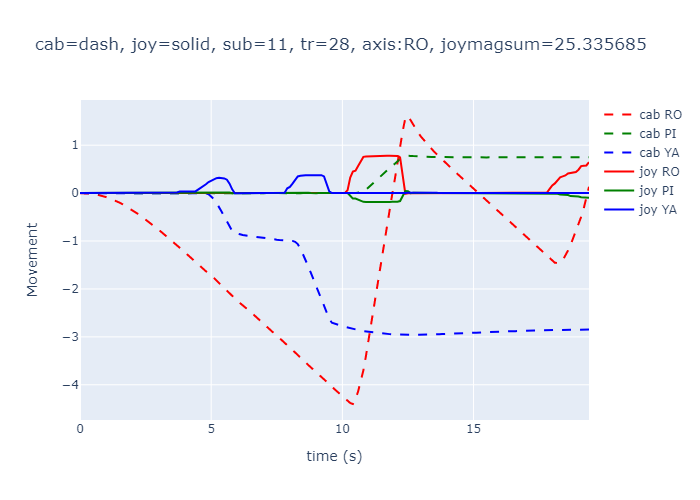 cab=dash, joy=solid, sub=11, tr=28, axis:RO, joymagsum=25.335685
cab RO
cab PI
cab YA
joy RO
joy PI
joy YA
Movement
1
0
−1
−2
−3
−4
0
5
10
15
time (s)